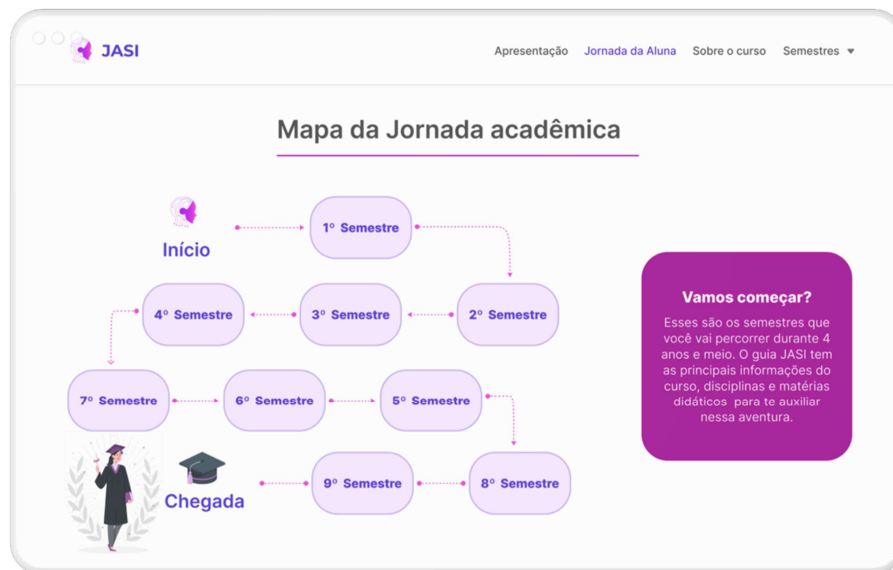 JASI
Apresentação
Jornada da Aluna
Sobre o curso
Semestres
Mapa da Jornada acadêmica
Início
1º Semestre
4º Semestre
3º Semestre
2º Semestre
7º Semestre
6º Semestre
5º Semestre
Chegada
9º Semestre
8º Semestre
Vamos começar?
Esses são os semestres que
você vai percorrer durante 4
anos e meio. O guia JASI tem
as principais informações do
curso, disciplinas e matérias
didáticos para te auxiliar
nessa aventura.